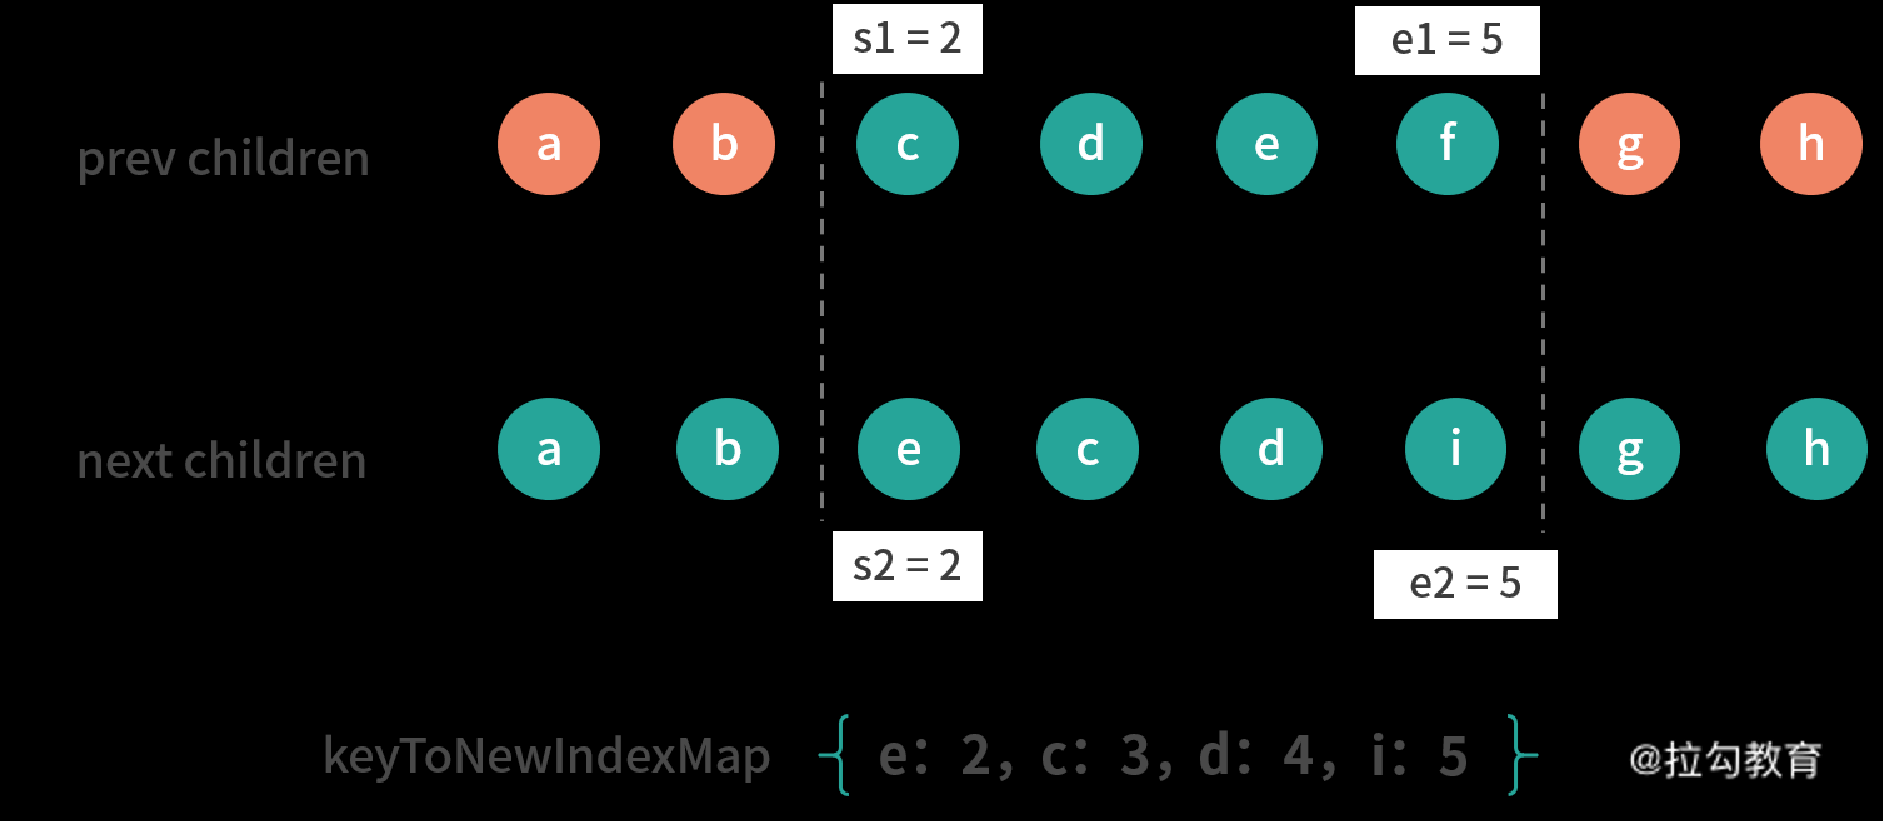 s1 = 2 e1 = 5
prev children a b c d e f g h
next children a b e c d i g h
s2 = 2 e2 = 5
keyToNewIndexMap { e: 2, c: 3, d: 4, i: 5 }
@拉勾教育